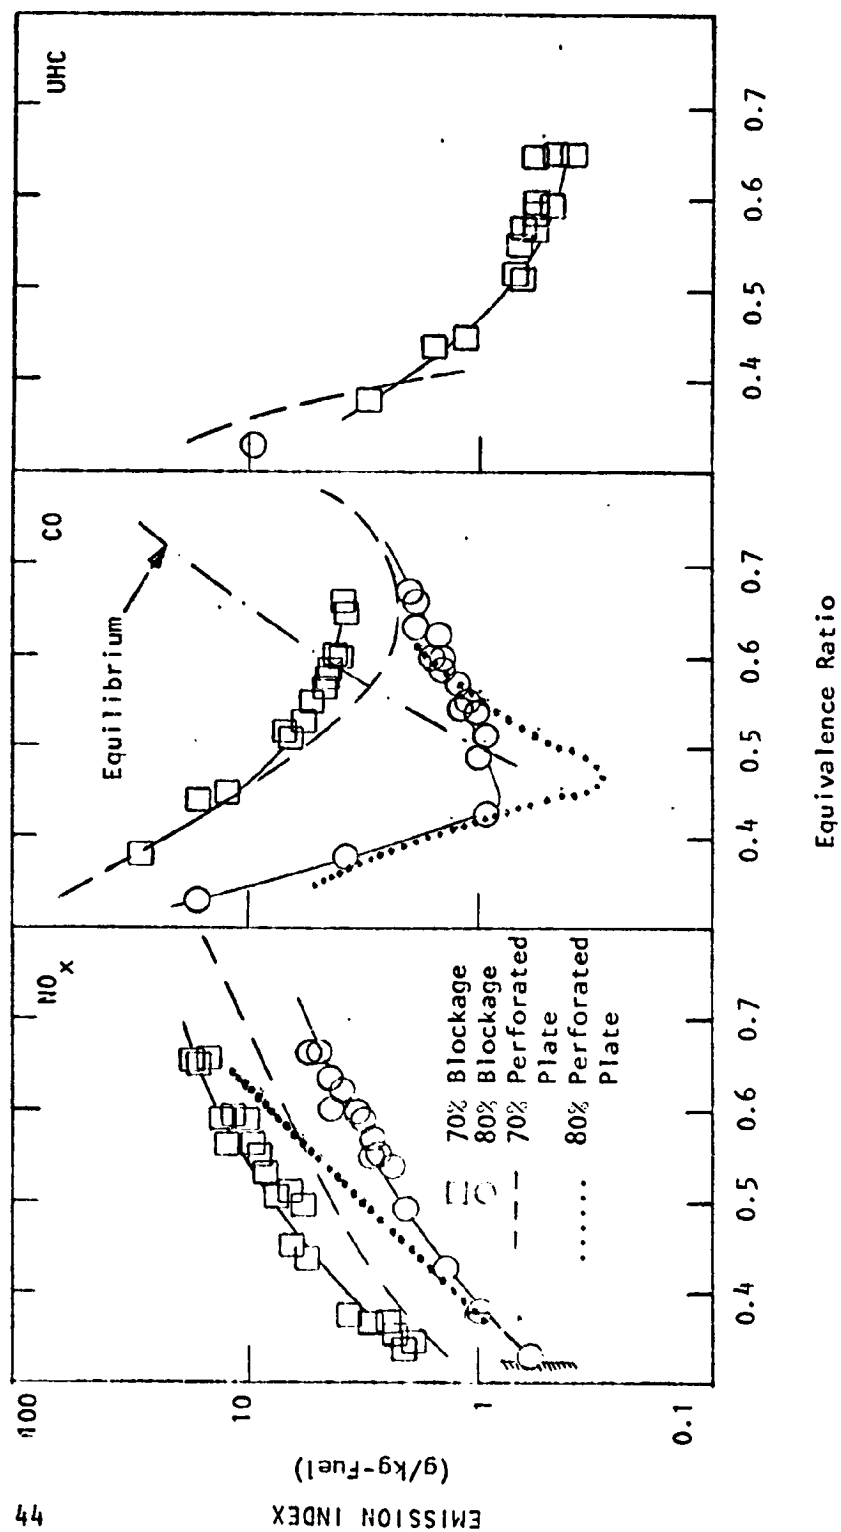 44
EMISSION INDEX
(g/kg-Fuel)
100
10
1
0.1
NOx
CO
UHC
Equilibrium
70% Blockage
80% Blockage
70% Perforated
Plate
80% Perforated
Plate
0.4 0.5 0.6 0.7
0.4 0.5 0.6 0.7
0.4 0.5 0.6 0.7
Equivalence Ratio